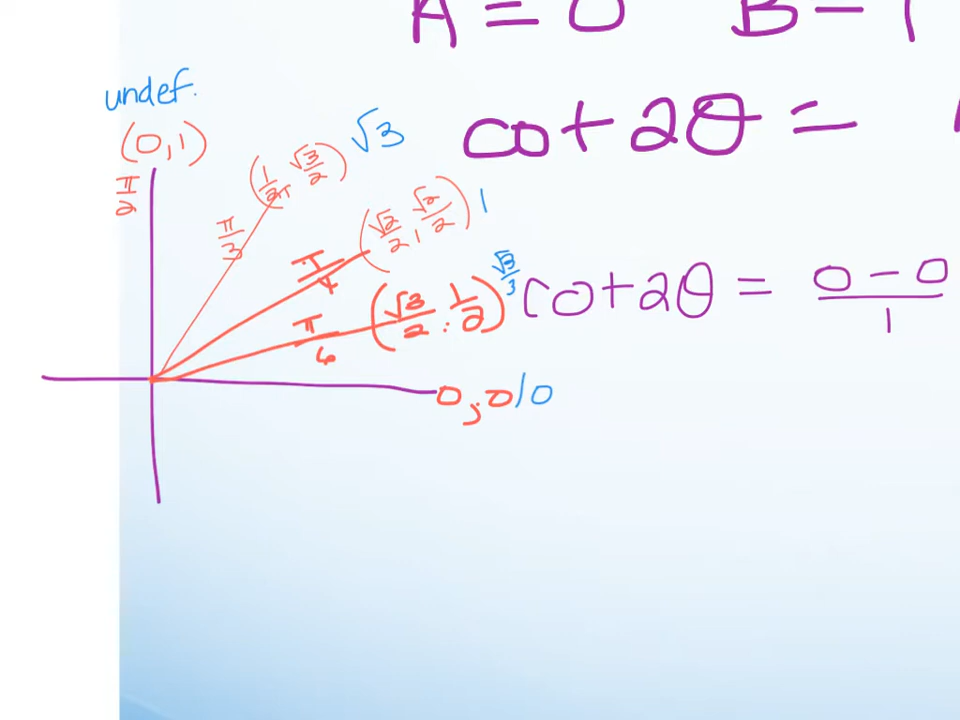 A = 0 B = 1
undef.
(0,1) (1/2, √3/2) √3 cot 2θ =
π/2
π/3 (√2/2, √2/2) 1
π/4 √3/3
π/6 (√3/2, 1/2) cot 2θ = (0 - 0)/1
0,0 | 0